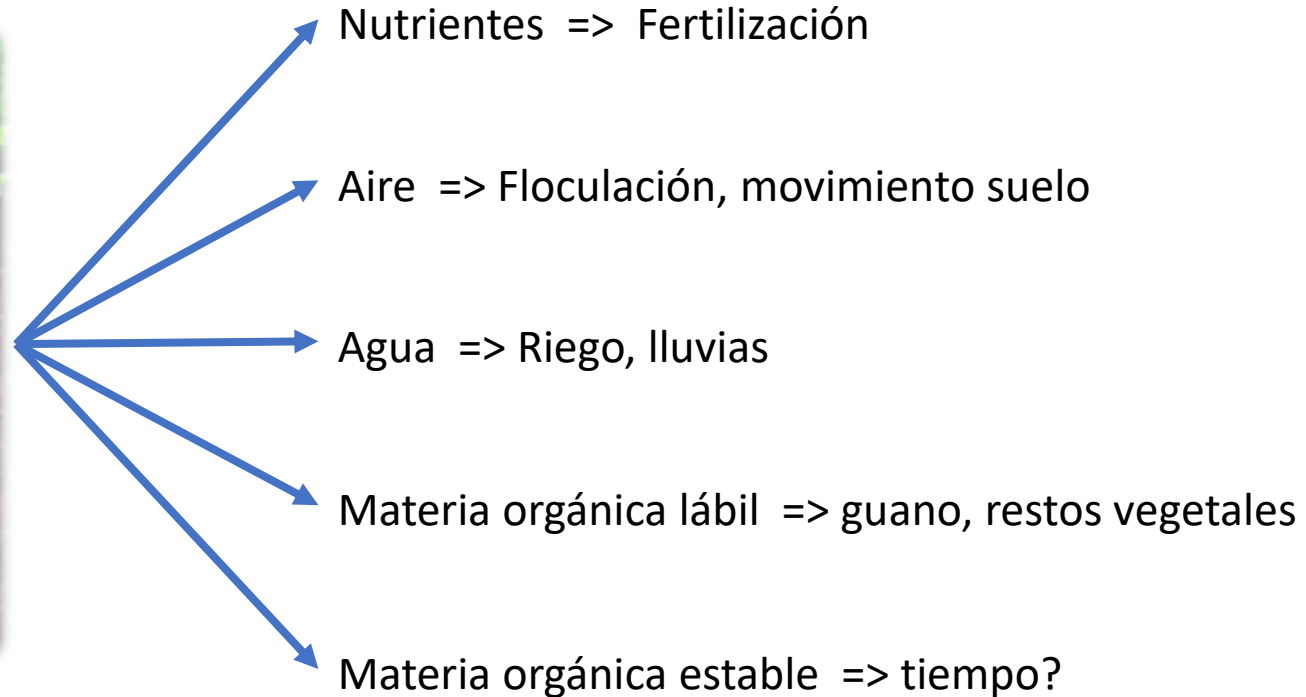 Nutrientes => Fertilización
Aire => Floculación, movimiento suelo
Agua => Riego, lluvias
Materia orgánica lábil => guano, restos vegetales
Materia orgánica estable => tiempo?